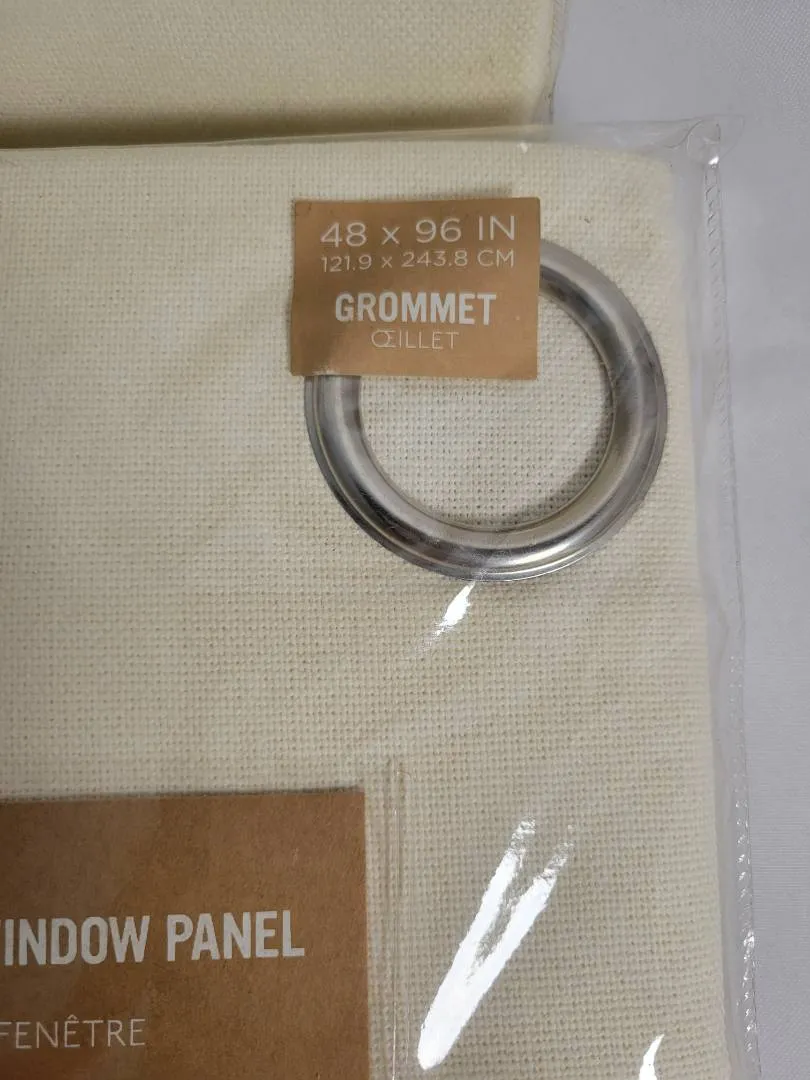 48 x 96 IN
121.9 x 243.8 CM
GROMMET
ŒILLET
INDOW PANEL
FENÊTRE